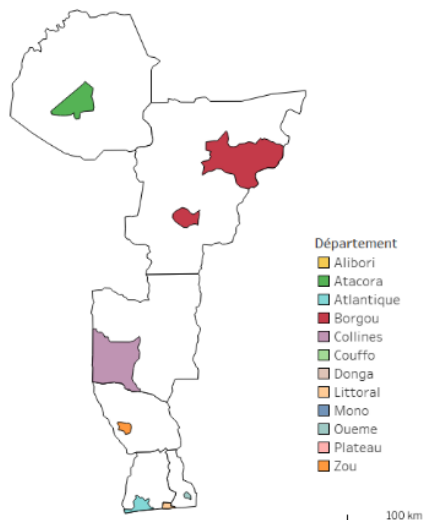 Département
Alibori
Atacora
Atlantique
Borgou
Collines
Couffo
Donga
Littoral
Mono
Oueme
Plateau
Zou
100 km